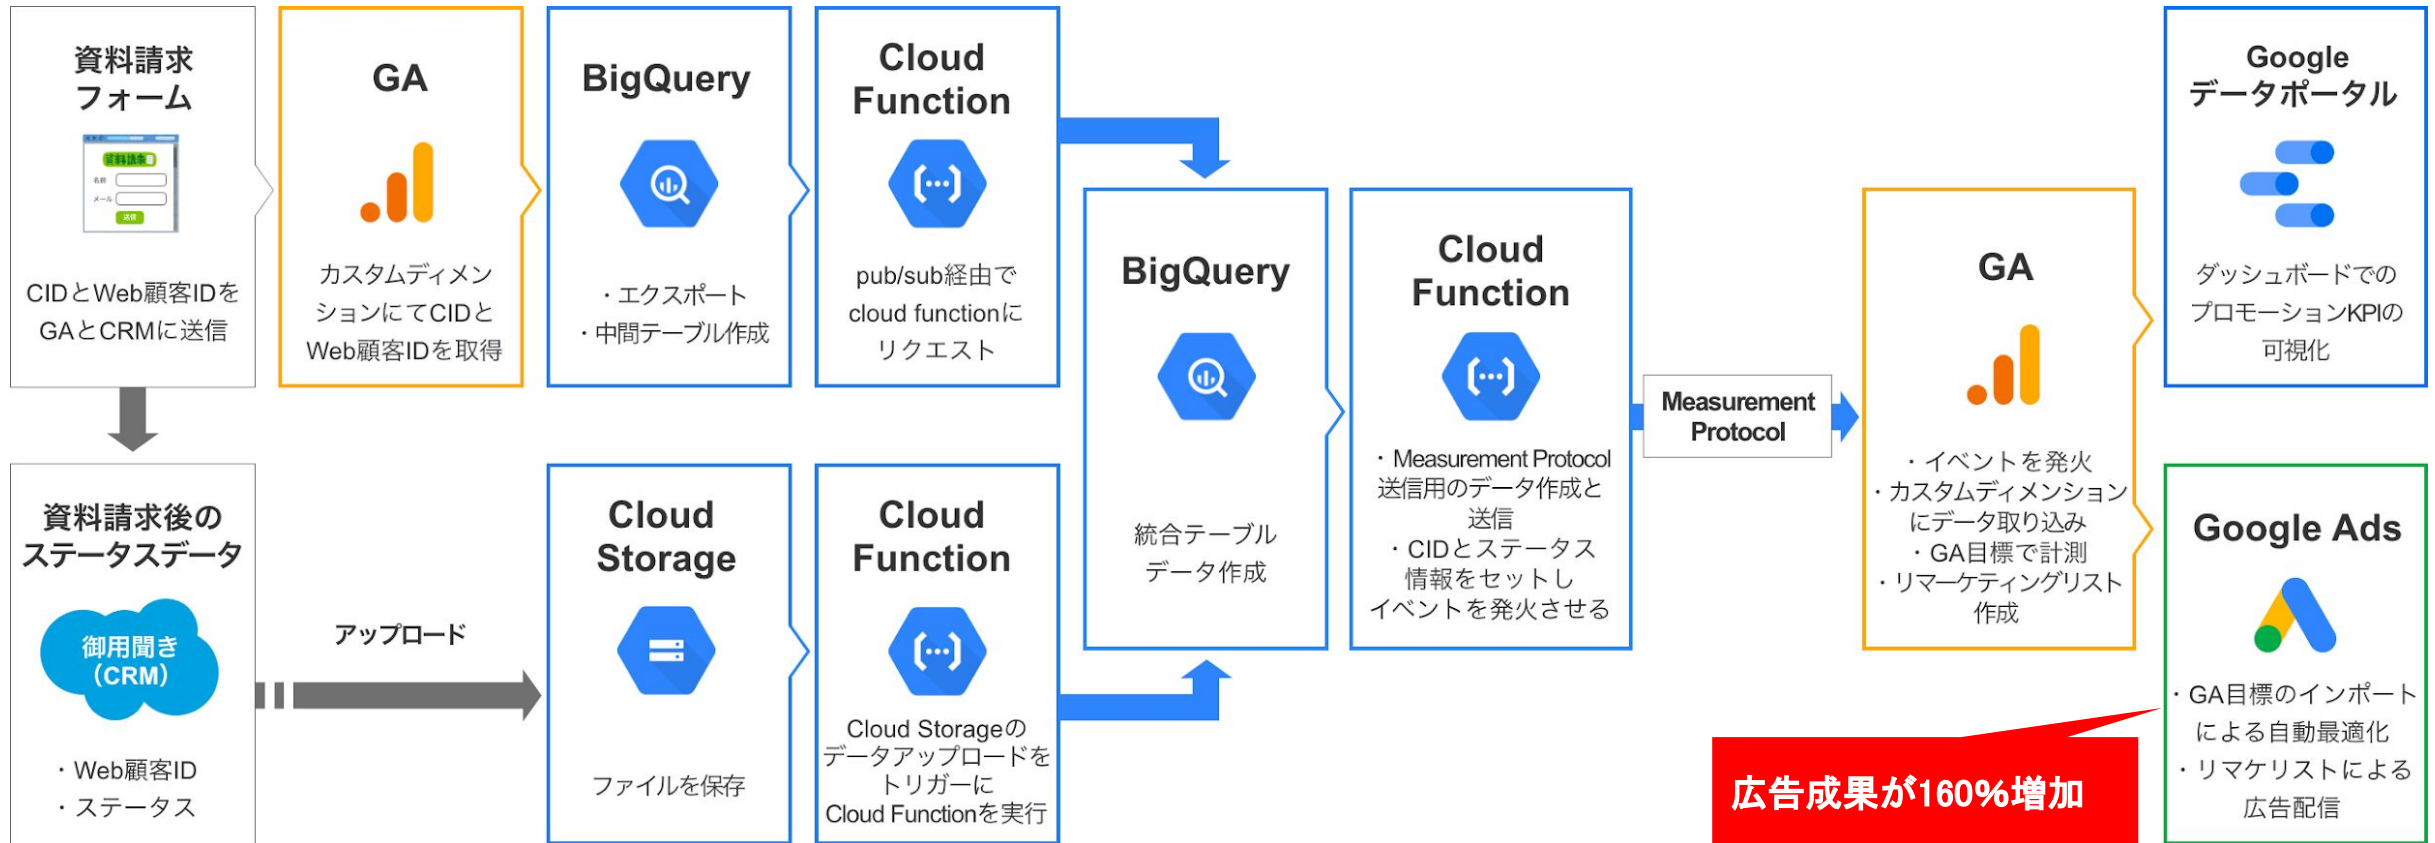 資料請求
フォーム
資料請求
名前
メール
送信
CIDとWeb顧客IDを
GAとCRMに送信
GA
カスタムディメン
ションにてCIDと
Web顧客IDを取得
BigQuery
・エクスポート
・中間テーブル作成
Cloud
Function
pub/sub経由で
cloud functionに
リクエスト
資料請求後の
ステータスデータ
御用聞き
（CRM）
・Web顧客ID
・ステータス
アップロード
Cloud
Storage
ファイルを保存
Cloud
Function
Cloud Storageの
データアップロードを
トリガーに
Cloud Functionを実行
BigQuery
統合テーブル
データ作成
Cloud
Function
・Measurement Protocol
送信用のデータ作成と
送信
・CIDとステータス
情報をセットし
イベントを発火させる
Measurement
Protocol
GA
・イベントを発火
・カスタムディメンション
にデータ取り込み
・GA目標で計測
・リマーケティングリスト
作成
Google
データポータル
ダッシュボードでの
プロモーションKPIの
可視化
Google Ads
・GA目標のインポート
による自動最適化
・リマケリストによる
広告配信
広告成果が160%増加